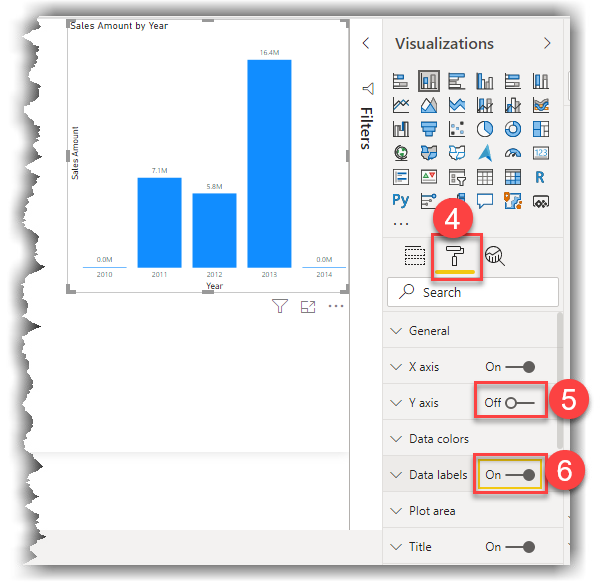 Sales Amount by Year
16.4M
7.1M
5.8M
0.0M
0.0M
2010 2011 2012 2013 2014
Year
Sales Amount
Filters
Visualizations
123
R
Py
4
Search
General
X axis On
Y axis Off
5
Data colors
Data labels On
6
Plot area
Title On